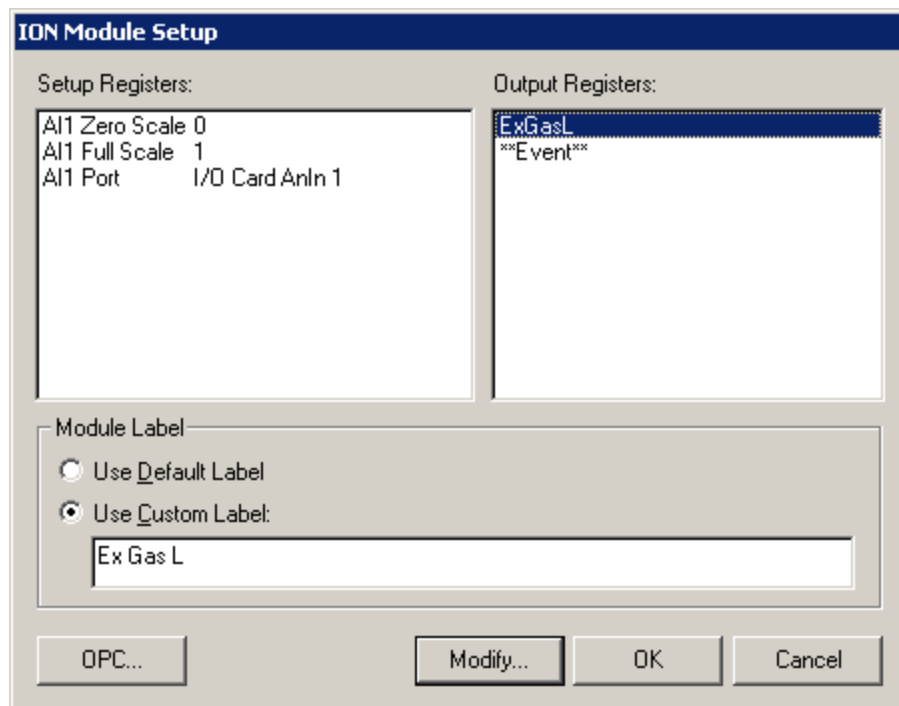 ION Module Setup
Setup Registers:
Output Registers:
AI1 Zero Scale 0
AI1 Full Scale 1
AI1 Port I/O Card AnIn 1
ExGasL
**Event**
Module Label
Use Default Label
Use Custom Label:
Ex Gas L
OPC...
Modify...
OK
Cancel